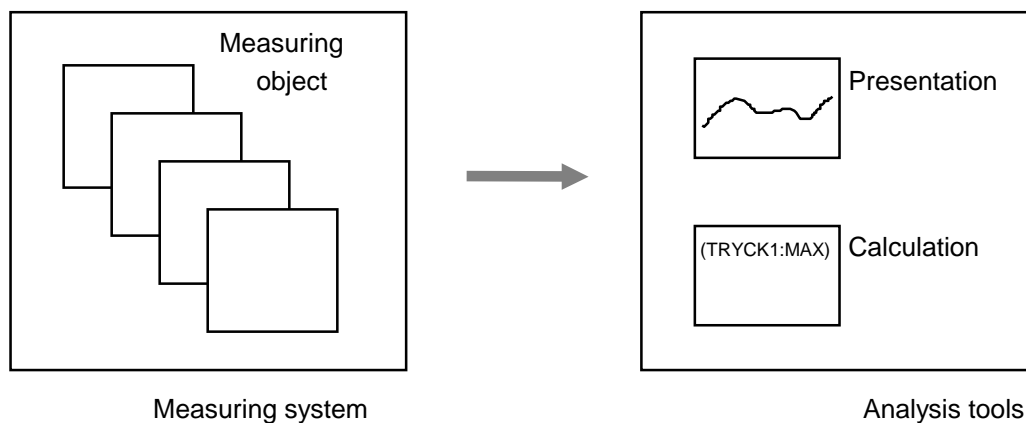 Measuring
object
Presentation
(TRYCK1:MAX)
Calculation
Measuring system
Analysis tools